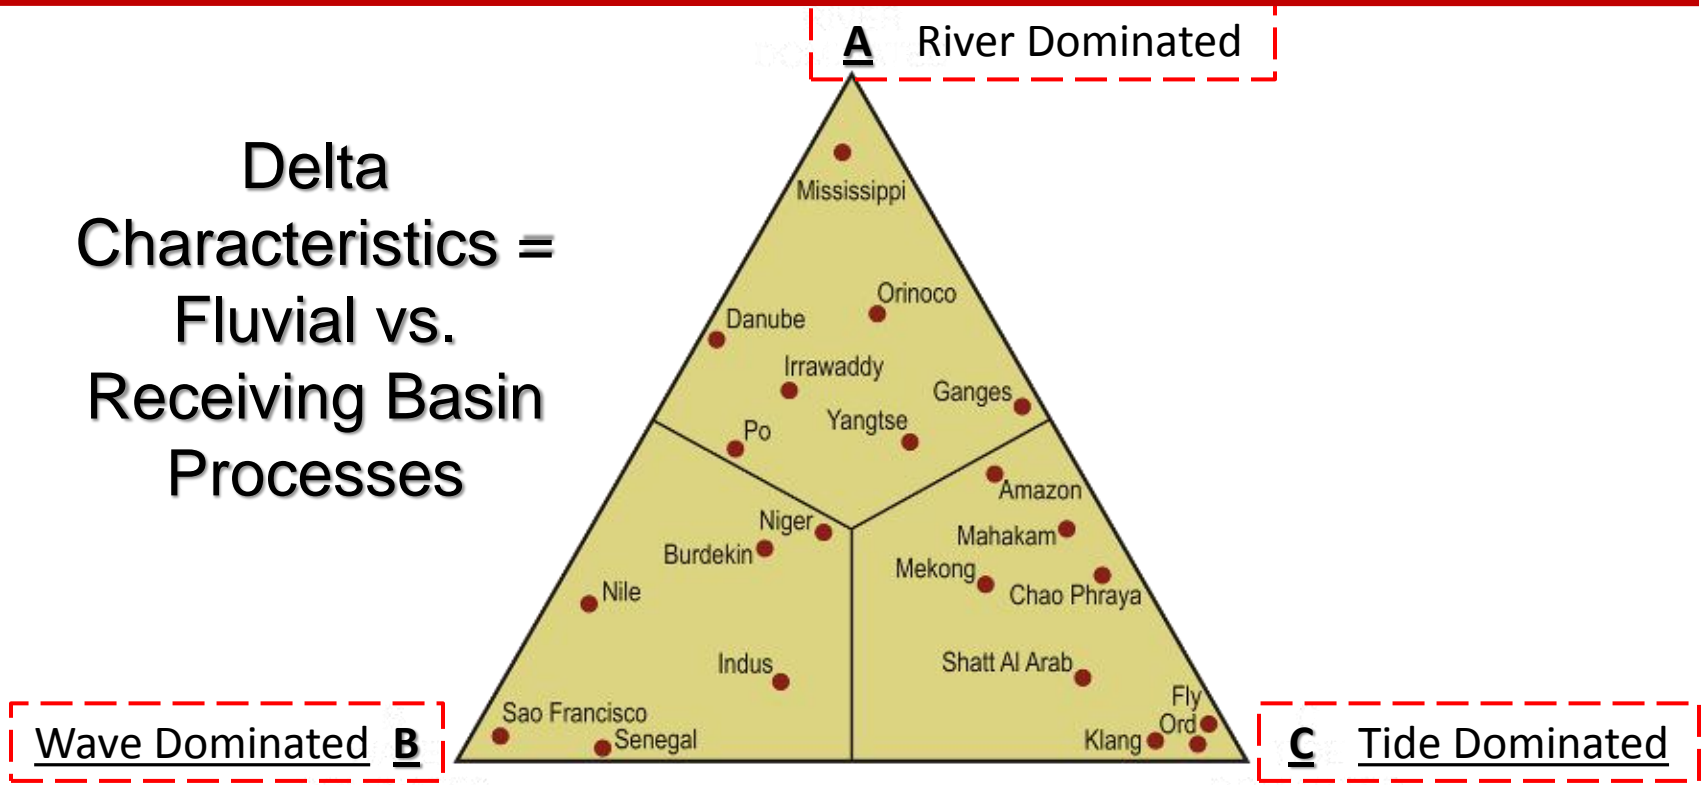 A River Dominated
Delta
Characteristics =
Fluvial vs.
Receiving Basin
Processes
Mississippi
Orinoco
Danube
Irrawaddy
Ganges
Yangtse
Po
Amazon
Niger
Mahakam
Burdekin
Mekong
Nile
Chao Phraya
Indus
Shatt Al Arab
Fly
Sao Francisco
Ord
Senegal
Klang
Wave Dominated B
C Tide Dominated